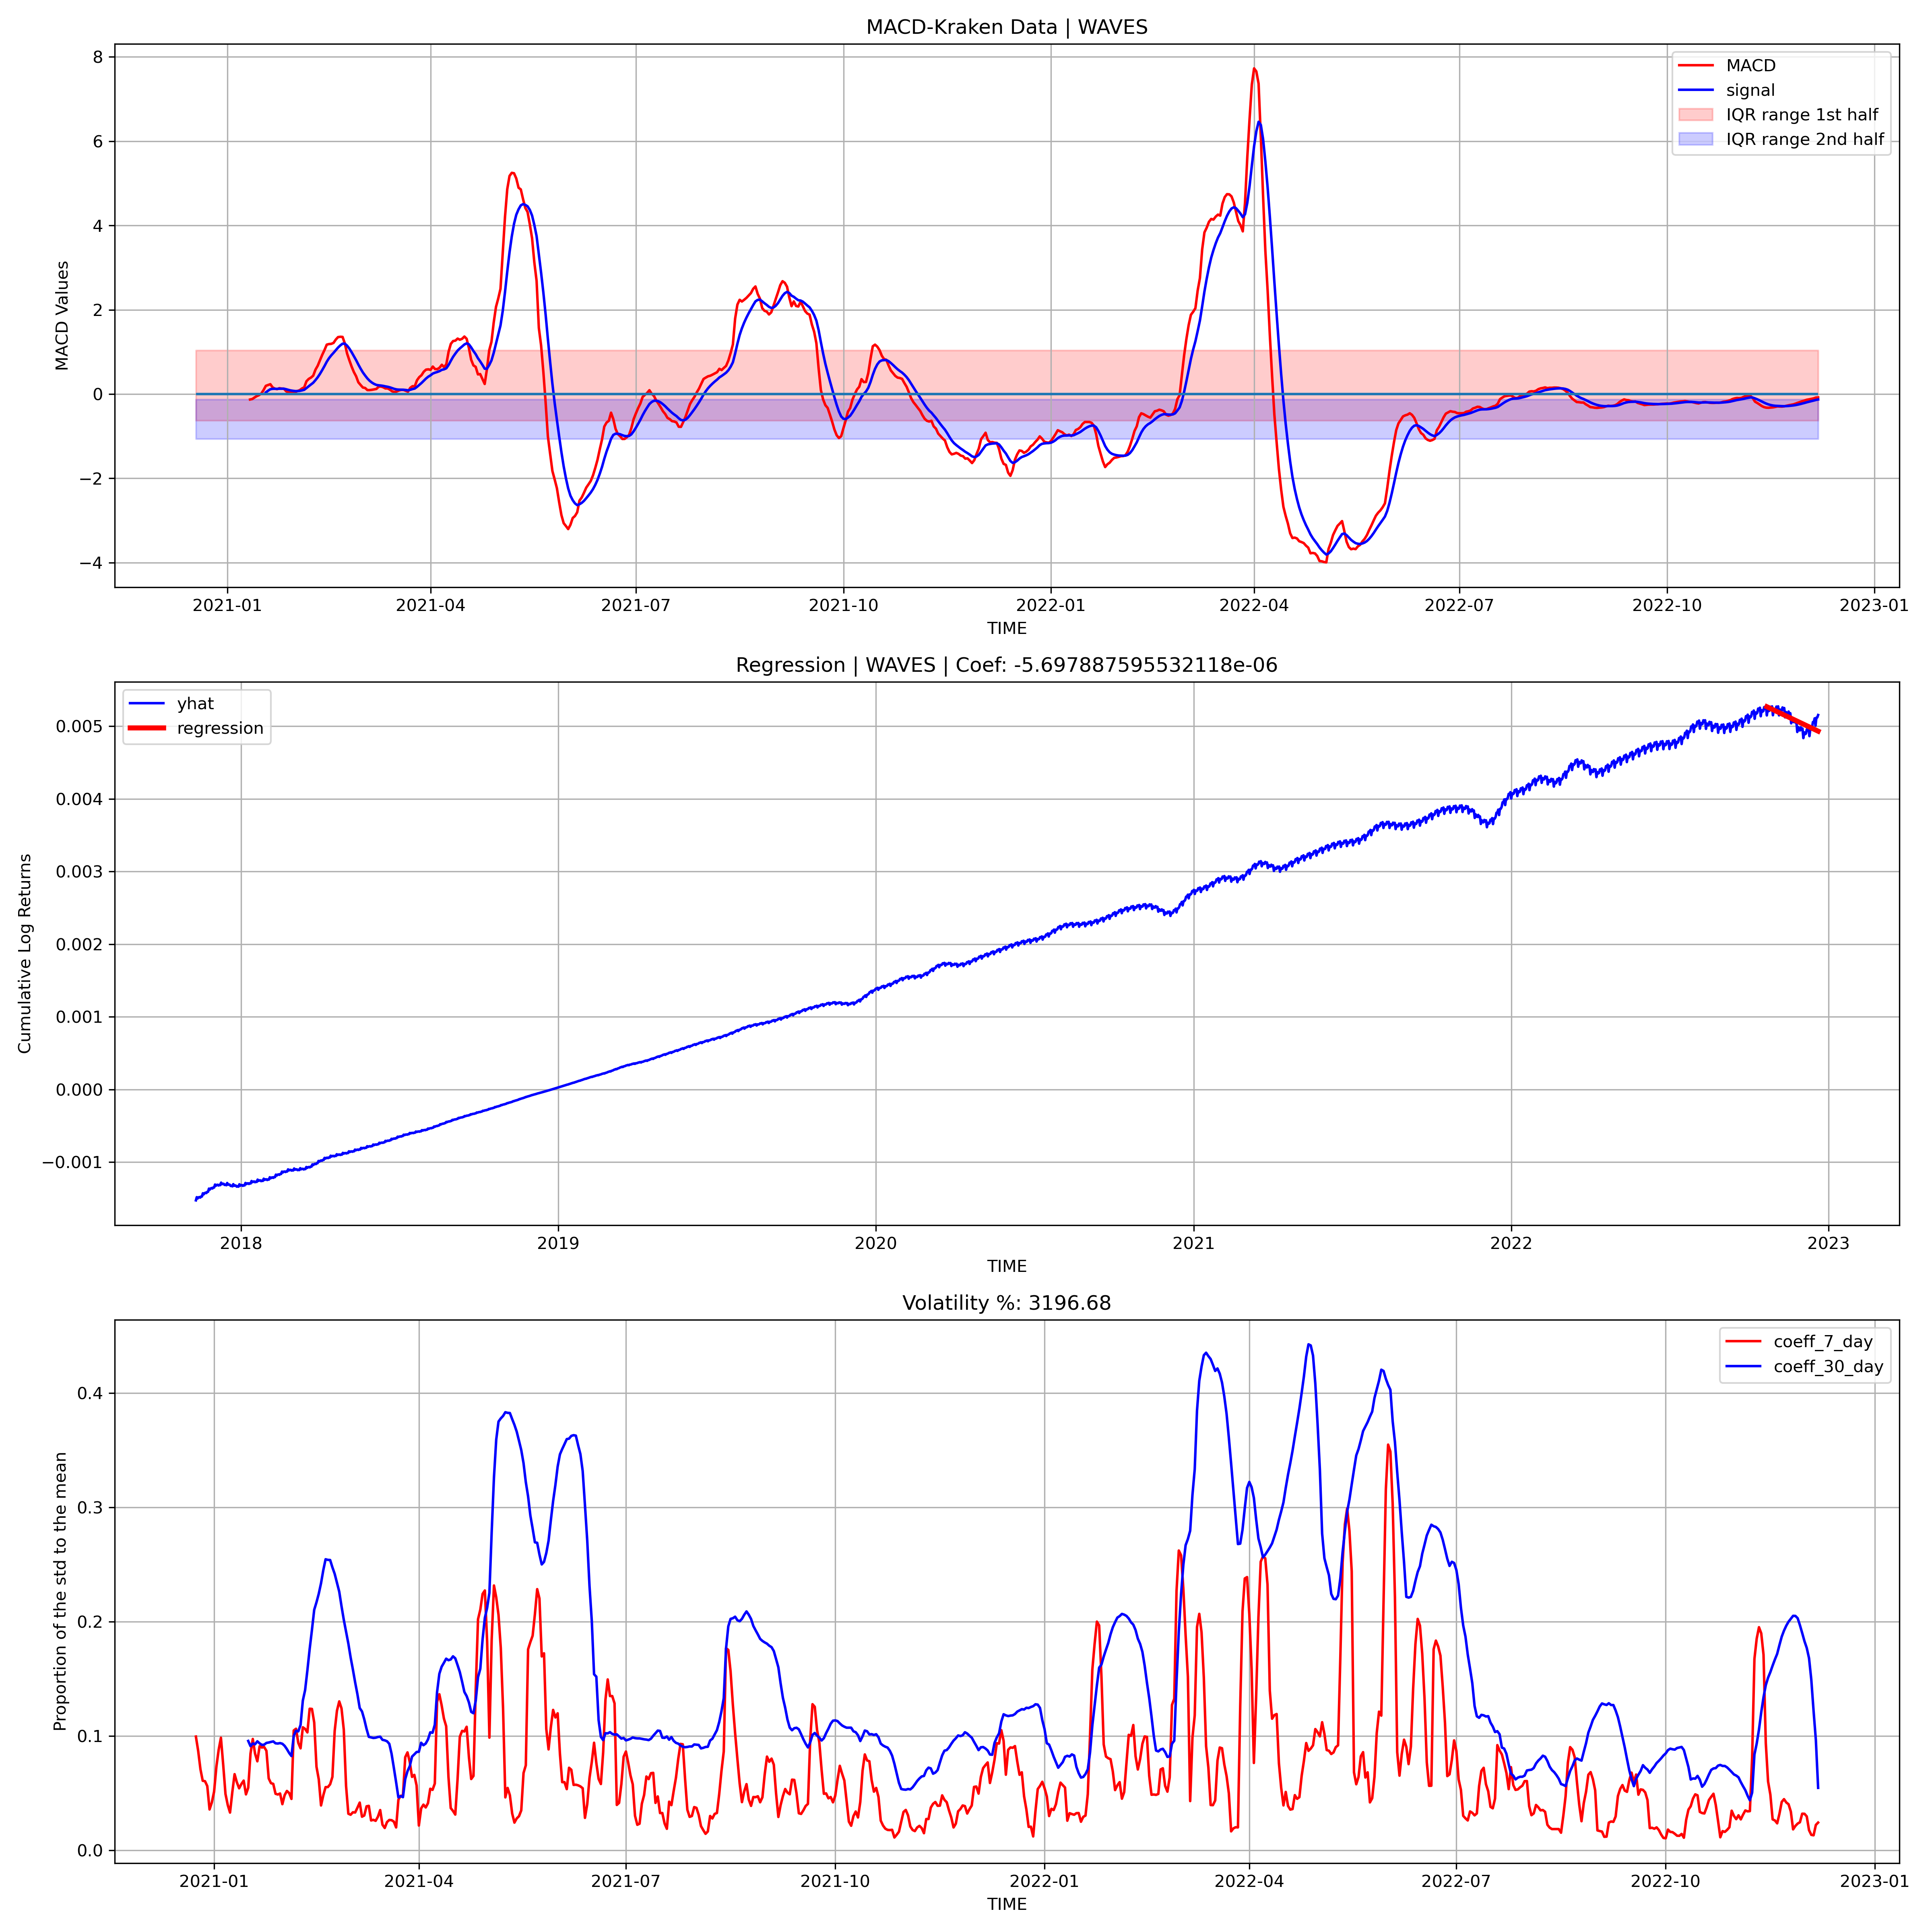 MACD-Kraken Data | WAVES
MACD Values
8
6
4
2
0
−2
−4
MACD
signal
IQR range 1st half
IQR range 2nd half
2021-01 2021-04 2021-07 2021-10 2022-01 2022-04 2022-07 2022-10 2023-01
TIME
Regression | WAVES | Coef: -5.697887595532118e-06
Cumulative Log Returns
yhat
regression
0.005
0.004
0.003
0.002
0.001
0.000
−0.001
2018 2019 2020 2021 2022 2023
TIME
Volatility %: 3196.68
Proportion of the std to the mean
coeff_7_day
coeff_30_day
0.4
0.3
0.2
0.1
0.0
2021-01 2021-04 2021-07 2021-10 2022-01 2022-04 2022-07 2022-10 2023-01
TIME